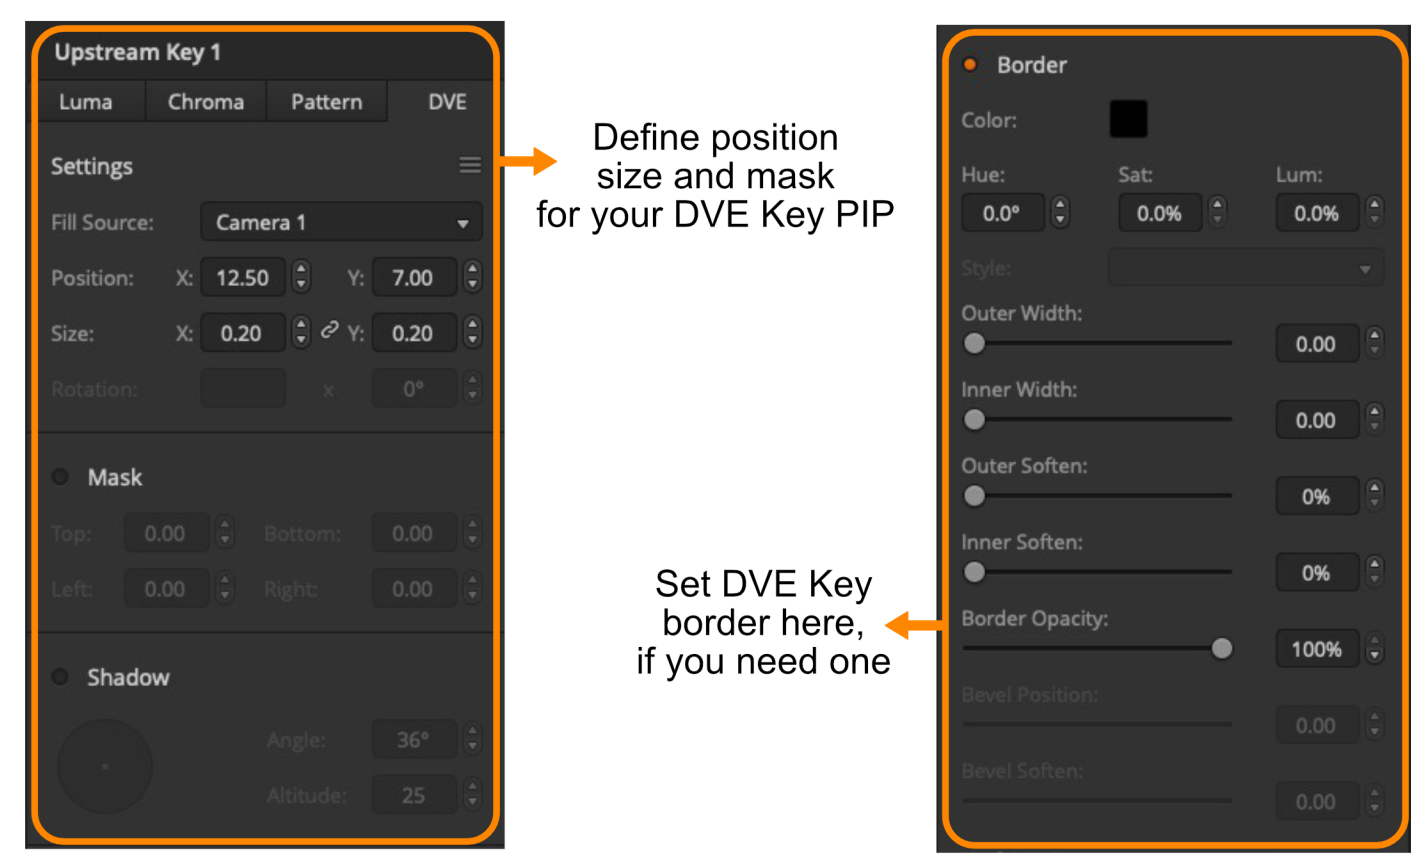 Upstream Key 1
Luma Chroma Pattern DVE
Settings
Fill Source: Camera 1
Position: X: 12.50 Y: 7.00
Size: X: 0.20 Y: 0.20
Rotation: x 0°
Mask
Top: 0.00 Bottom: 0.00
Left: 0.00 Right: 0.00
Shadow
Angle: 36°
Altitude: 25
Define position
size and mask
for your DVE Key PIP
Set DVE Key
border here,
if you need one
Border
Color:
Hue: Sat: Lum:
0.0° 0.0% 0.0%
Style:
Outer Width:
0.00
Inner Width:
0.00
Outer Soften:
0%
Inner Soften:
0%
Border Opacity:
100%
Bevel Position:
0.00
Bevel Soften:
0.00